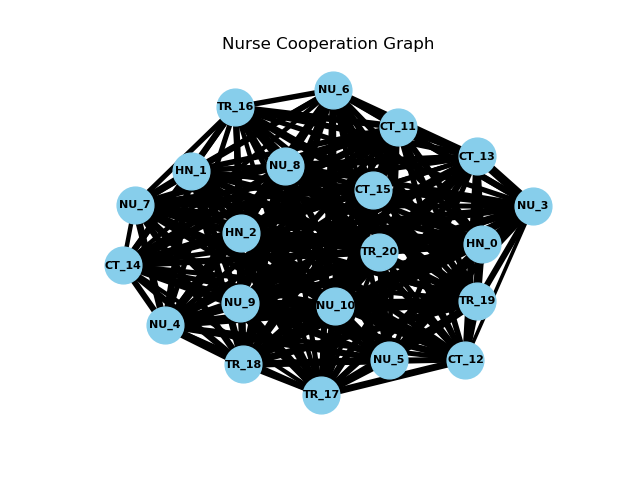 Nurse Cooperation Graph
NU_6
TR_16
CT_11
CT_13
NU_8
HN_1
CT_15
NU_7
NU_3
HN_2
HN_0
TR_20
CT_14
NU_9
NU_10
TR_19
NU_4
NU_5
CT_12
TR_18
TR_17